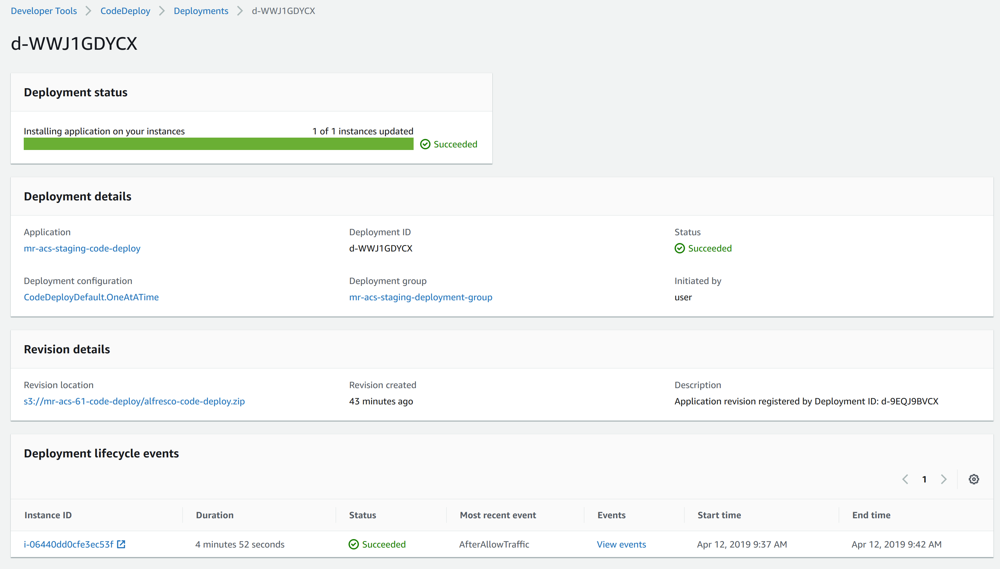 Developer Tools > CodeDeploy > Deployments > d-WWJ1GDYCX
d-WWJ1GDYCX
Deployment status
Installing application on your instances 1 of 1 instances updated
Succeeded
Deployment details
Application Deployment ID Status
mr-acs-staging-code-deploy d-WWJ1GDYCX Succeeded
Deployment configuration Deployment group Initiated by
CodeDeployDefault.OneAtATime mr-acs-staging-deployment-group user
Revision details
Revision location Revision created Description
s3://mr-acs-61-code-deploy/alfresco-code-deploy.zip 43 minutes ago Application revision registered by Deployment ID: d-9EQJ9BVCX
Deployment lifecycle events
1
Instance ID Duration Status Most recent event Events Start time End time
i-06440dd0cfe3ec53f 4 minutes 52 seconds Succeeded AfterAllowTraffic View events Apr 12, 2019 9:37 AM Apr 12, 2019 9:42 AM